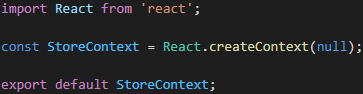 import React from 'react';
const StoreContext = React.createContext(null);
export default StoreContext;